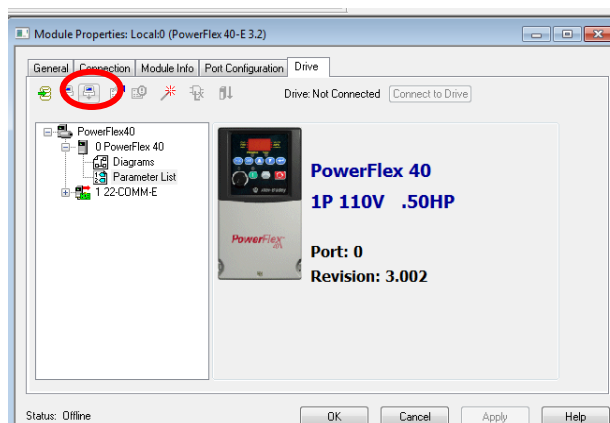 Module Properties: Local:0 (PowerFlex 40-E 3.2)
General Connection Module Info Port Configuration Drive
Drive: Not Connected Connect to Drive
PowerFlex40
0 PowerFlex 40
Diagrams
Parameter List
1 22-COMM-E
PowerFlex
PowerFlex 40
1P 110V .50HP
Port: 0
Revision: 3.002
Status: Offline
OK Cancel Apply Help